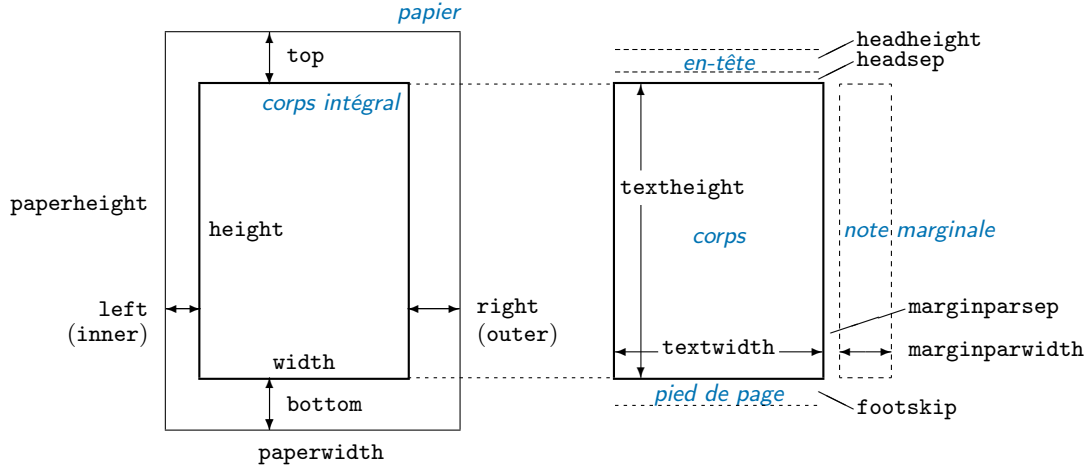 papier
top
corps intégral
paperheight
height
left
(inner)
right
(outer)
width
bottom
paperwidth
headheight
en-tête
headsep
textheight
corps
note marginale
marginparsep
textwidth
marginparwidth
pied de page
footskip